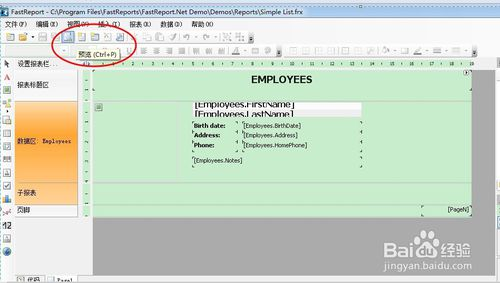 FastReport - C:\Program Files\FastReports\FastReport.Net Demo\Demos\Reports\Simple List.frx
文件(F) 编辑(E) 视图(V) 插入(I) 报表(R) 数据(D) 窗口(W) 帮助(H)
预览 (Ctrl+P)
设置报表栏...
报表标题区
EMPLOYEES
[Employees.FirstName]
[Employees.LastName]
数据区: Employees
Birth date: [Employees.BirthDate]
Address: [Employees.Address]
Phone: [Employees.HomePhone]
[Employees.Notes]
子报表
页脚
[PageN]
代码 Page1
Baidu 经验
jingyan.baidu.com